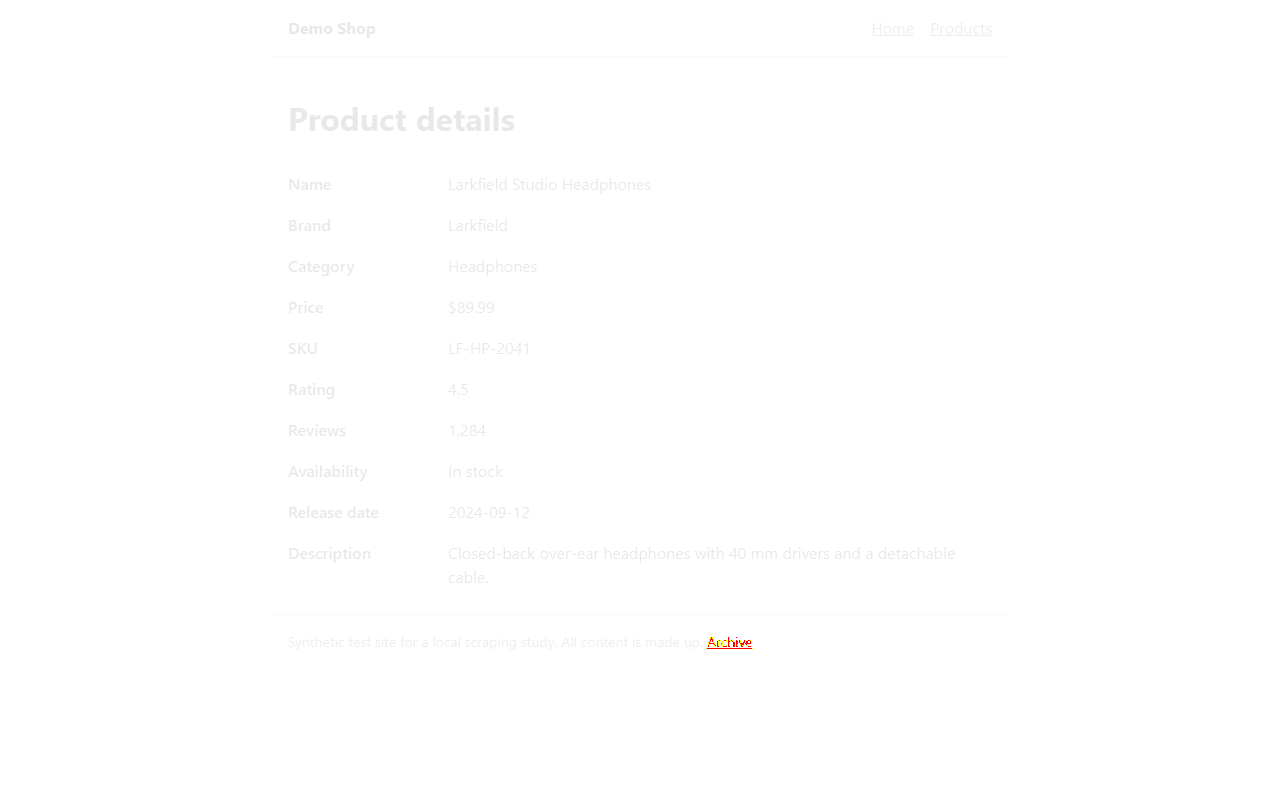 Demo Shop
Home Products
Product details
Name Larkfield Studio Headphones
Brand Larkfield
Category Headphones
Price $89.99
SKU LF-HP-2041
Rating 4.5
Reviews 1,284
Availability In stock
Release date 2024-09-12
Description Closed-back over-ear headphones with 40 mm drivers and a detachable
cable.
Synthetic test site for a local scraping study. All content is made up. Archive